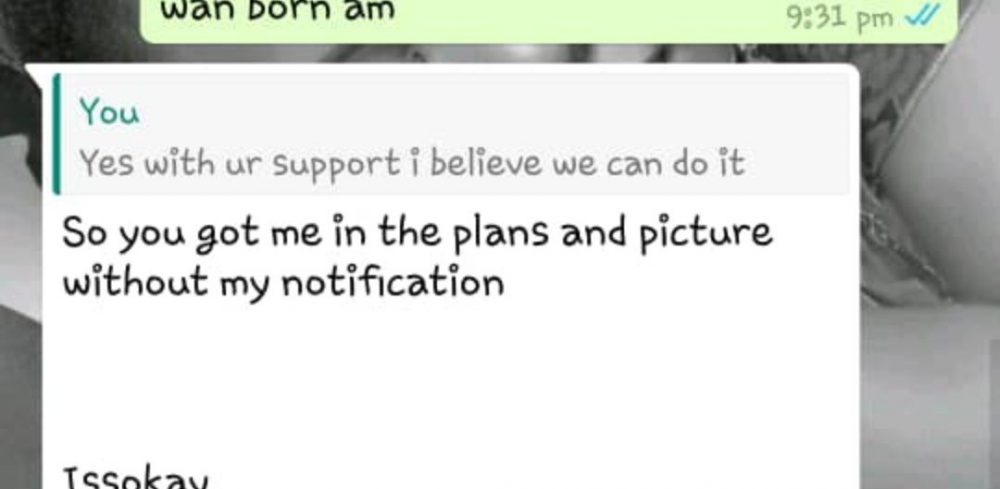 wan born am
9:31 pm
You
Yes with ur support i believe we can do it
So you got me in the plans and picture
without my notification
Issokay